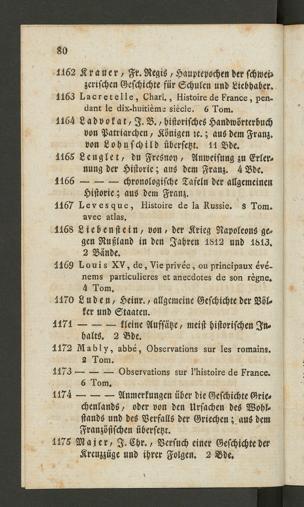 80
1162 Krauer, Fr. Regis, Hauptepochen der schwei-
zerischen Geschichte für Schulen und Liebhaber.
1163 Lacretelle, Charl., Histoire de France, pen-
dant le dix-huitième siécle. 6 Tom.
1164 Ladvokat, J. B., historisches Handwörterbuch
von Patriarchen, Königen ꝛc.; aus dem Franz.
von Lohnschild übersetzt. 11 Bde.
1165 Lenglet, du Fresnoy, Anweisung zu Erler-
nung der Historie; aus dem Franz. 4 Bde.
1166 — — — chronologische Tafeln der allgemeinen
Historie; aus dem Franz.
1167 Levesque, Histoire de la Russie. 8 Tom.
avec atlas.
1168 Liebenstein, von, der Krieg Napoleons ge-
gen Rußland in den Jahren 1812 und 1813.
2 Bände.
1169 Louis XV, de, Vie privée, ou principaux évé-
nemens particulieres et anecdotes de son règne.
4 Tom.
1170 Luden, Heinr., allgemeine Geschichte der Völ-
ker und Staaten.
1171 — — — kleine Aufsätze, meist historischen In-
halts. 2 Bde.
1172 Mably, abbé, Observations sur les romains.
2 Tom.
1173 — — — Observations sur l'histoire de France.
6 Tom.
1174 — — — Anmerkungen über die Geschichte Grie-
chenlands, oder von den Ursachen des Wohl-
stands und des Verfalls der Griechen; aus dem
Französischen übersetzt.
1175 Majer, J. Chr., Versuch einer Geschichte der
Kreuzzüge und ihrer Folgen. 2 Bde.